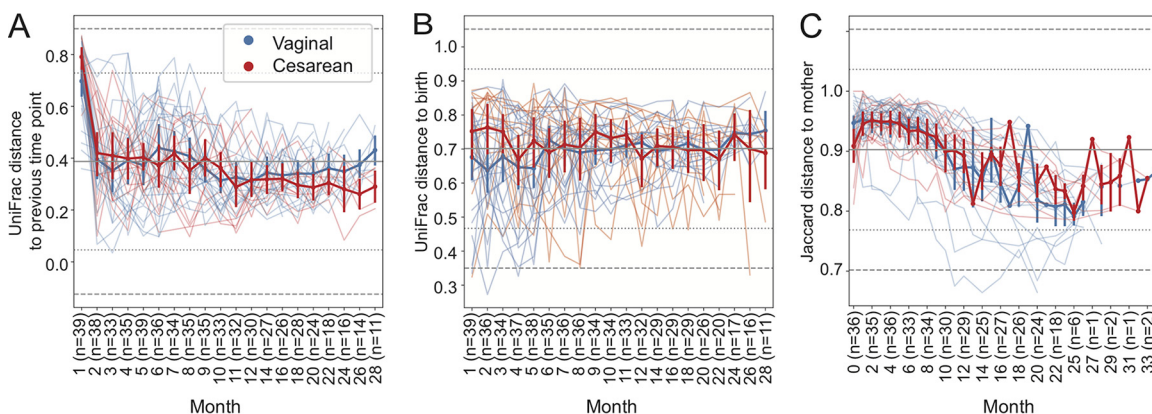 A
UniFrac distance
to previous time point
0.8
0.6
0.4
0.2
0.0
Vaginal
Cesarean
1 (n=39)
2 (n=38)
3 (n=33)
4 (n=35)
5 (n=39)
6 (n=36)
7 (n=34)
8 (n=35)
9 (n=35)
10 (n=33)
11 (n=32)
12 (n=30)
14 (n=27)
16 (n=26)
18 (n=28)
20 (n=24)
22 (n=18)
24 (n=16)
26 (n=14)
28 (n=11)
Month
B
UniFrac distance to birth
1.0
0.9
0.8
0.7
0.6
0.5
0.4
0.3
1 (n=39)
2 (n=36)
3 (n=34)
4 (n=37)
5 (n=38)
6 (n=35)
7 (n=36)
8 (n=36)
9 (n=34)
10 (n=34)
11 (n=33)
12 (n=32)
14 (n=29)
16 (n=29)
18 (n=29)
20 (n=26)
22 (n=20)
24 (n=17)
26 (n=16)
28 (n=11)
Month
C
Jaccard distance to mother
1.0
0.9
0.8
0.7
0 (n=36)
2 (n=35)
4 (n=36)
6 (n=33)
8 (n=34)
10 (n=30)
12 (n=29)
14 (n=25)
16 (n=27)
18 (n=26)
20 (n=24)
22 (n=18)
25 (n=6)
27 (n=1)
29 (n=2)
31 (n=1)
33 (n=2)
Month